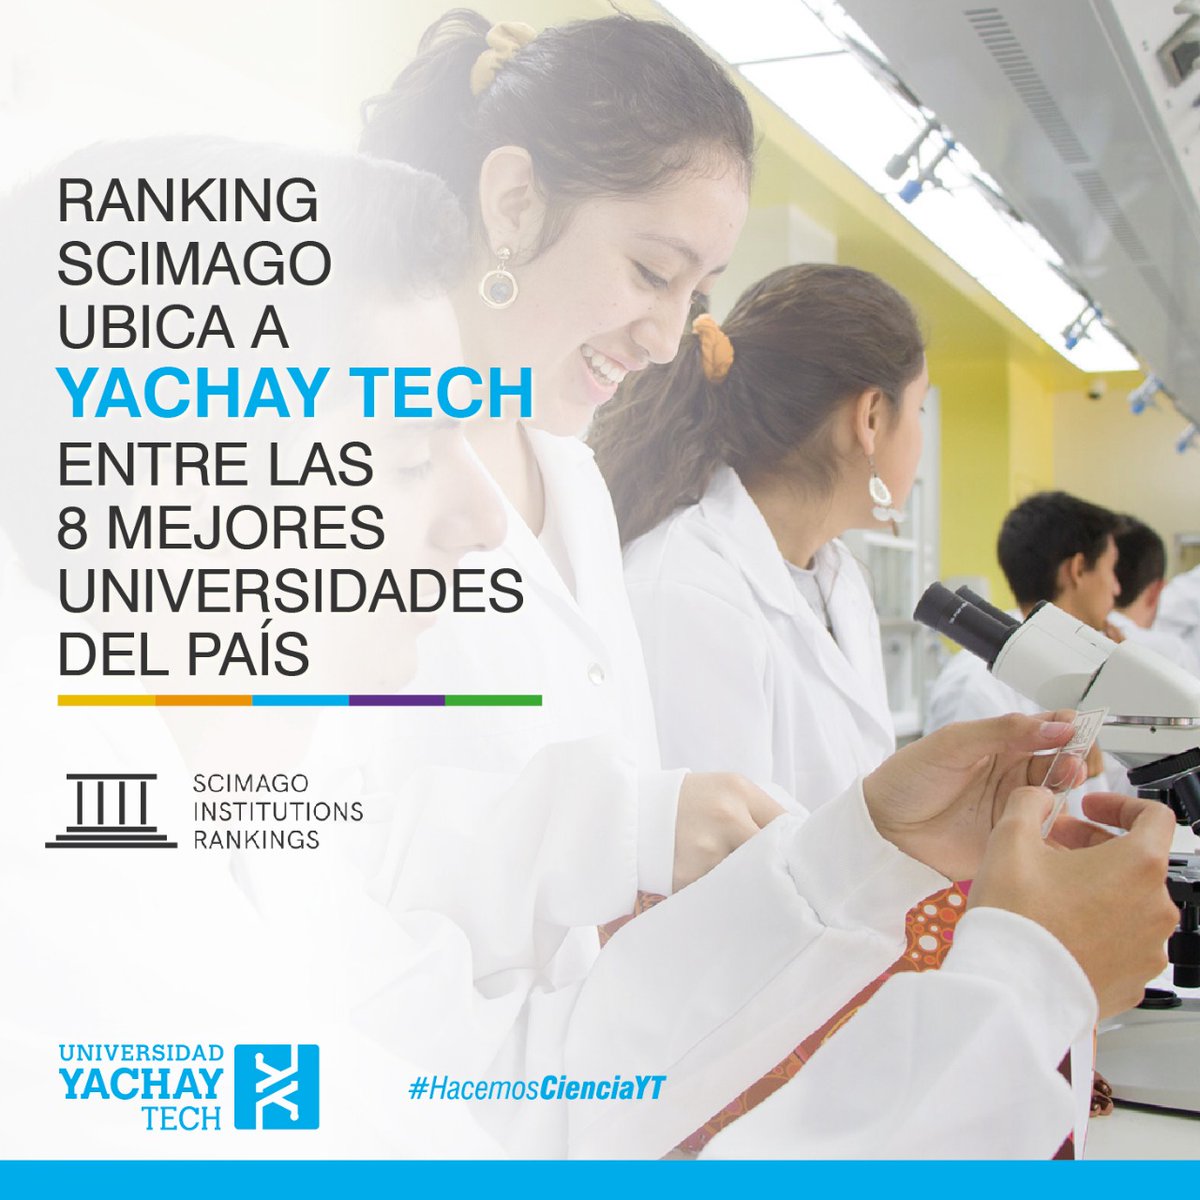 RANKING
SCIMAGO
UBICA A
YACHAY TECH
ENTRE LAS
8 MEJORES
UNIVERSIDADES
DEL PAÍS
SCIMAGO
INSTITUTIONS
RANKINGS
UNIVERSIDAD
YACHAY
TECH
#HacemosCienciaYT